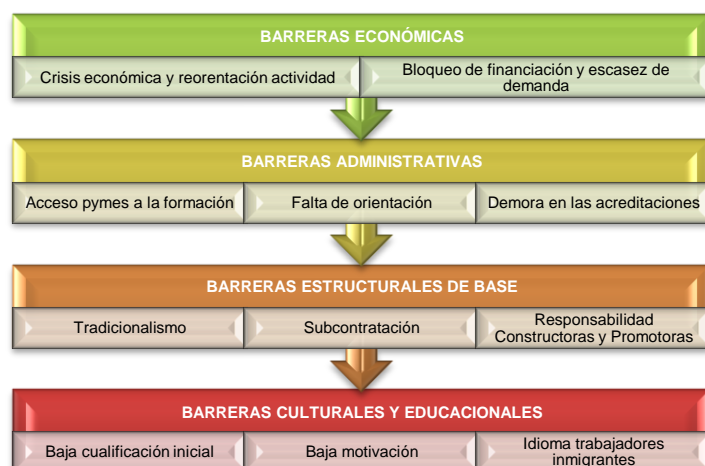 BARRERAS ECONÓMICAS
Crisis económica y reorentación actividad
Bloqueo de financiación y escasez de
demanda
BARRERAS ADMINISTRATIVAS
Acceso pymes a la formación
Falta de orientación
Demora en las acreditaciones
BARRERAS ESTRUCTURALES DE BASE
Tradicionalismo
Subcontratación
Responsabilidad
Constructoras y Promotoras
BARRERAS CULTURALES Y EDUCACIONALES
Baja cualificación inicial
Baja motivación
Idioma trabajadores
inmigrantes